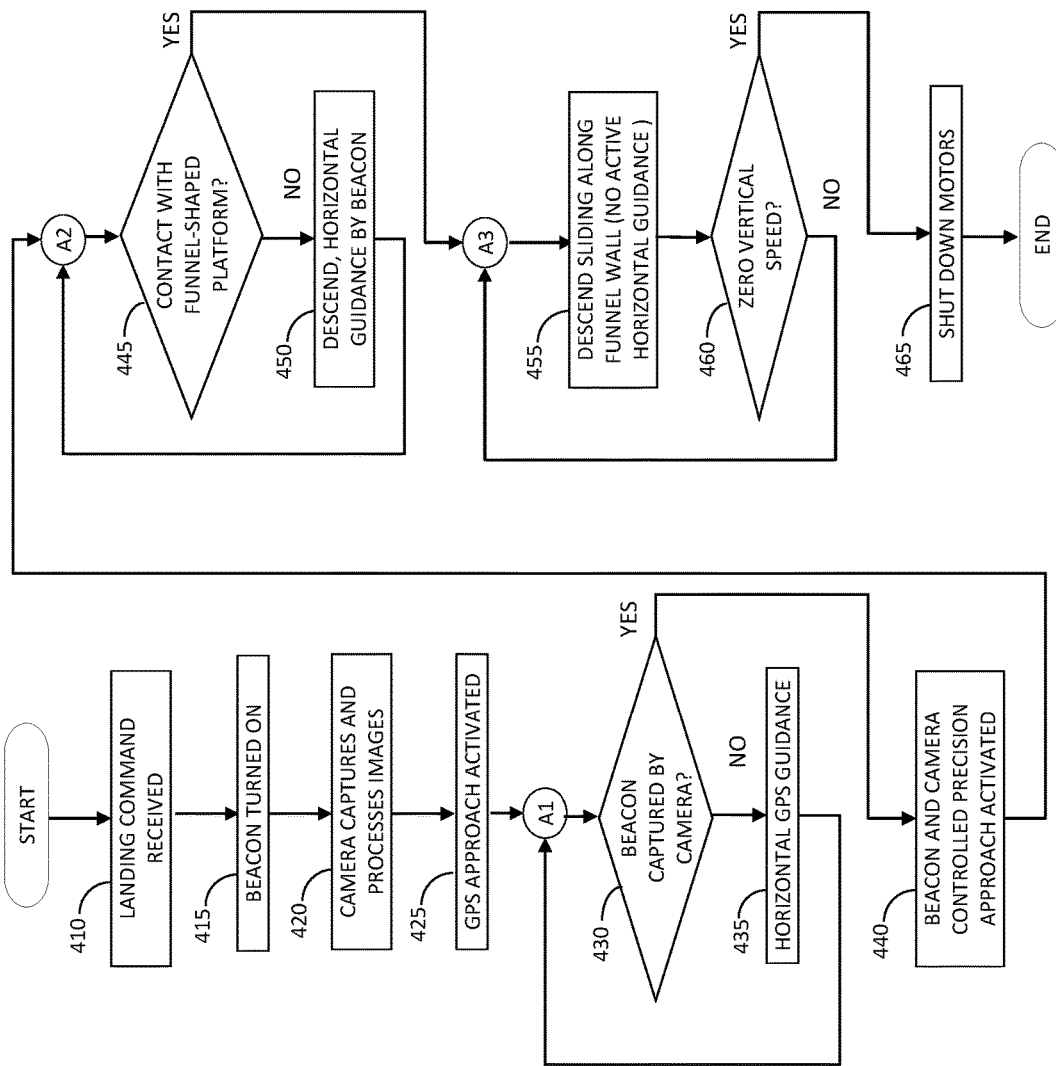 START
410
LANDING COMMAND
RECEIVED
415
BEACON TURNED ON
420
CAMERA CAPTURES AND
PROCESSES IMAGES
425
GPS APPROACH ACTIVATED
A1
430
BEACON
CAPTURED BY
CAMERA?
YES
NO
435
HORIZONTAL GPS GUIDANCE
440
BEACON AND CAMERA
CONTROLLED PRECISION
APPROACH ACTIVATED
A2
445
CONTACT WITH
FUNNEL-SHAPED
PLATFORM?
YES
NO
450
DESCEND, HORIZONTAL
GUIDANCE BY BEACON
A3
455
DESCEND SLIDING ALONG
FUNNEL WALL (NO ACTIVE
HORIZONTAL GUIDANCE )
460
ZERO VERTICAL
SPEED?
YES
NO
465
SHUT DOWN MOTORS
END